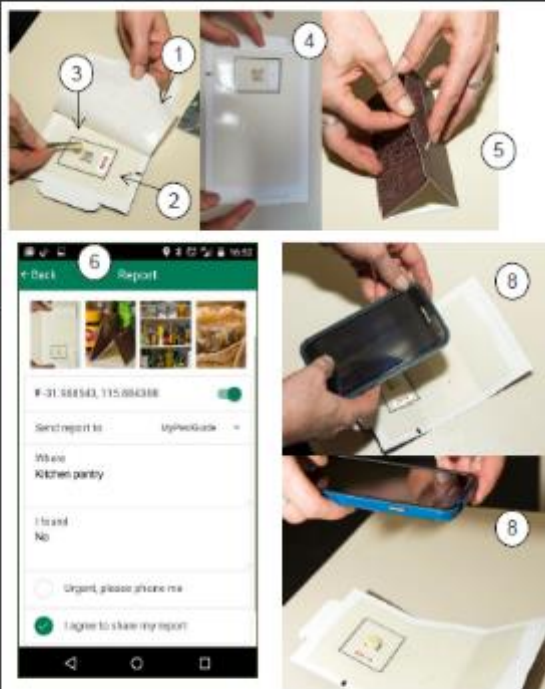 1
3
2
4
5
6
16:52
Back
Report
#-31.988543, 115.884388
Send report to
MyPestGuide
Where
Kitchen pantry
I found
No
Urgent, please phone me
I agree to share my report
8
8